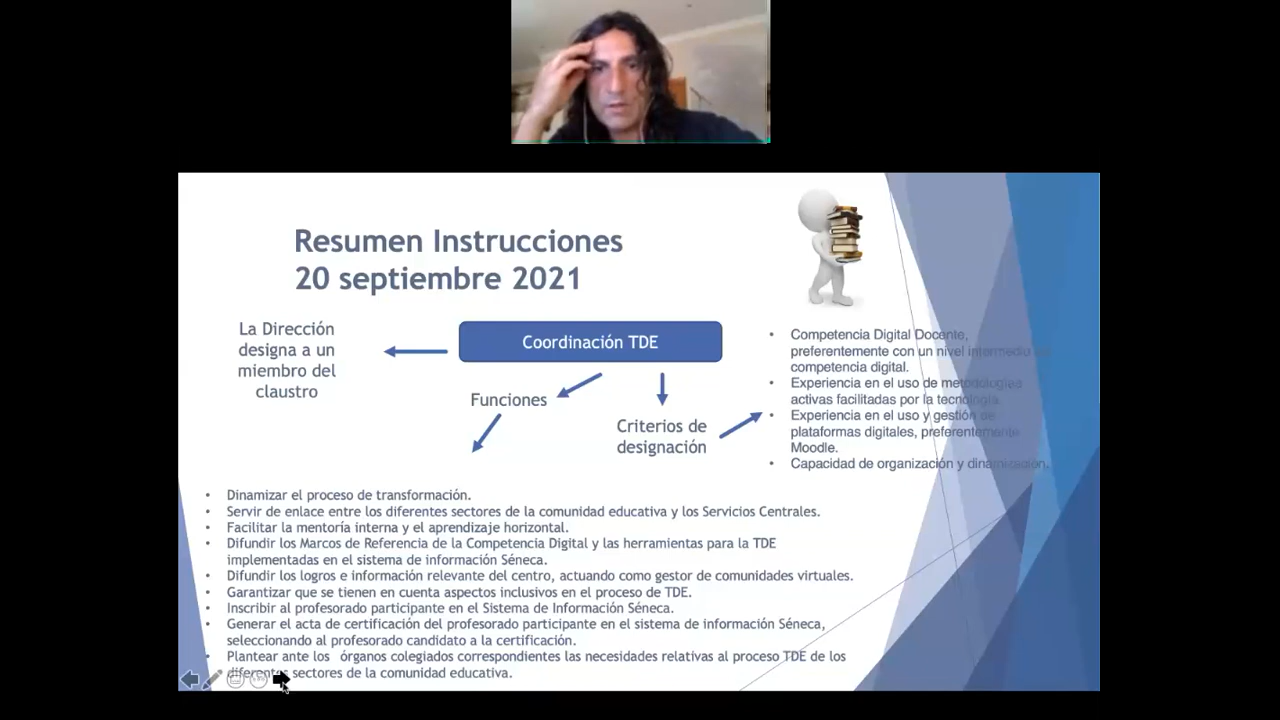 Resumen Instrucciones
20 septiembre 2021
La Dirección
designa a un
miembro del
claustro
Coordinación TDE
Funciones
Criterios de
designación
• Competencia Digital Docente,
preferentemente con un nivel intermedio
competencia digital.
• Experiencia en el uso de metodologías
activas facilitadas por la tecnología.
• Experiencia en el uso y gestión de
plataformas digitales, preferentemente
Moodle.
• Capacidad de organización y dinamización.
• Dinamizar el proceso de transformación.
• Servir de enlace entre los diferentes sectores de la comunidad educativa y los Servicios Centrales.
• Facilitar la mentoría interna y el aprendizaje horizontal.
• Difundir los Marcos de Referencia de la Competencia Digital y las herramientas para la TDE
implementadas en el sistema de información Séneca.
• Difundir los logros e información relevante del centro, actuando como gestor de comunidades virtuales.
• Garantizar que se tienen en cuenta aspectos inclusivos en el proceso de TDE.
• Inscribir al profesorado participante en el Sistema de Información Séneca.
• Generar el acta de certificación del profesorado participante en el sistema de información Séneca,
seleccionando al profesorado candidato a la certificación.
• Plantear ante los órganos colegiados correspondientes las necesidades relativas al proceso TDE de los
diferentes sectores de la comunidad educativa.